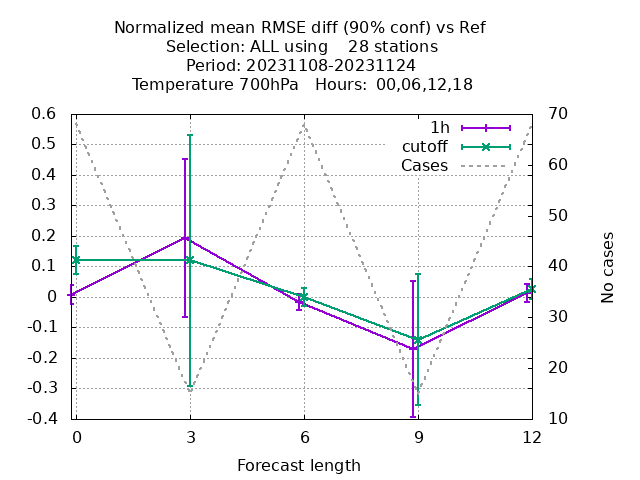 Normalized mean RMSE diff (90% conf) vs Ref
Selection: ALL using    28 stations
Period: 20231108-20231124
Temperature 700hPa   Hours:  00,06,12,18
0.6
0.5
0.4
0.3
0.2
0.1
0
-0.1
-0.2
-0.3
-0.4
70
60
50
40
30
20
10
1h
cutoff
Cases
No cases
0 3 6 9 12
Forecast length